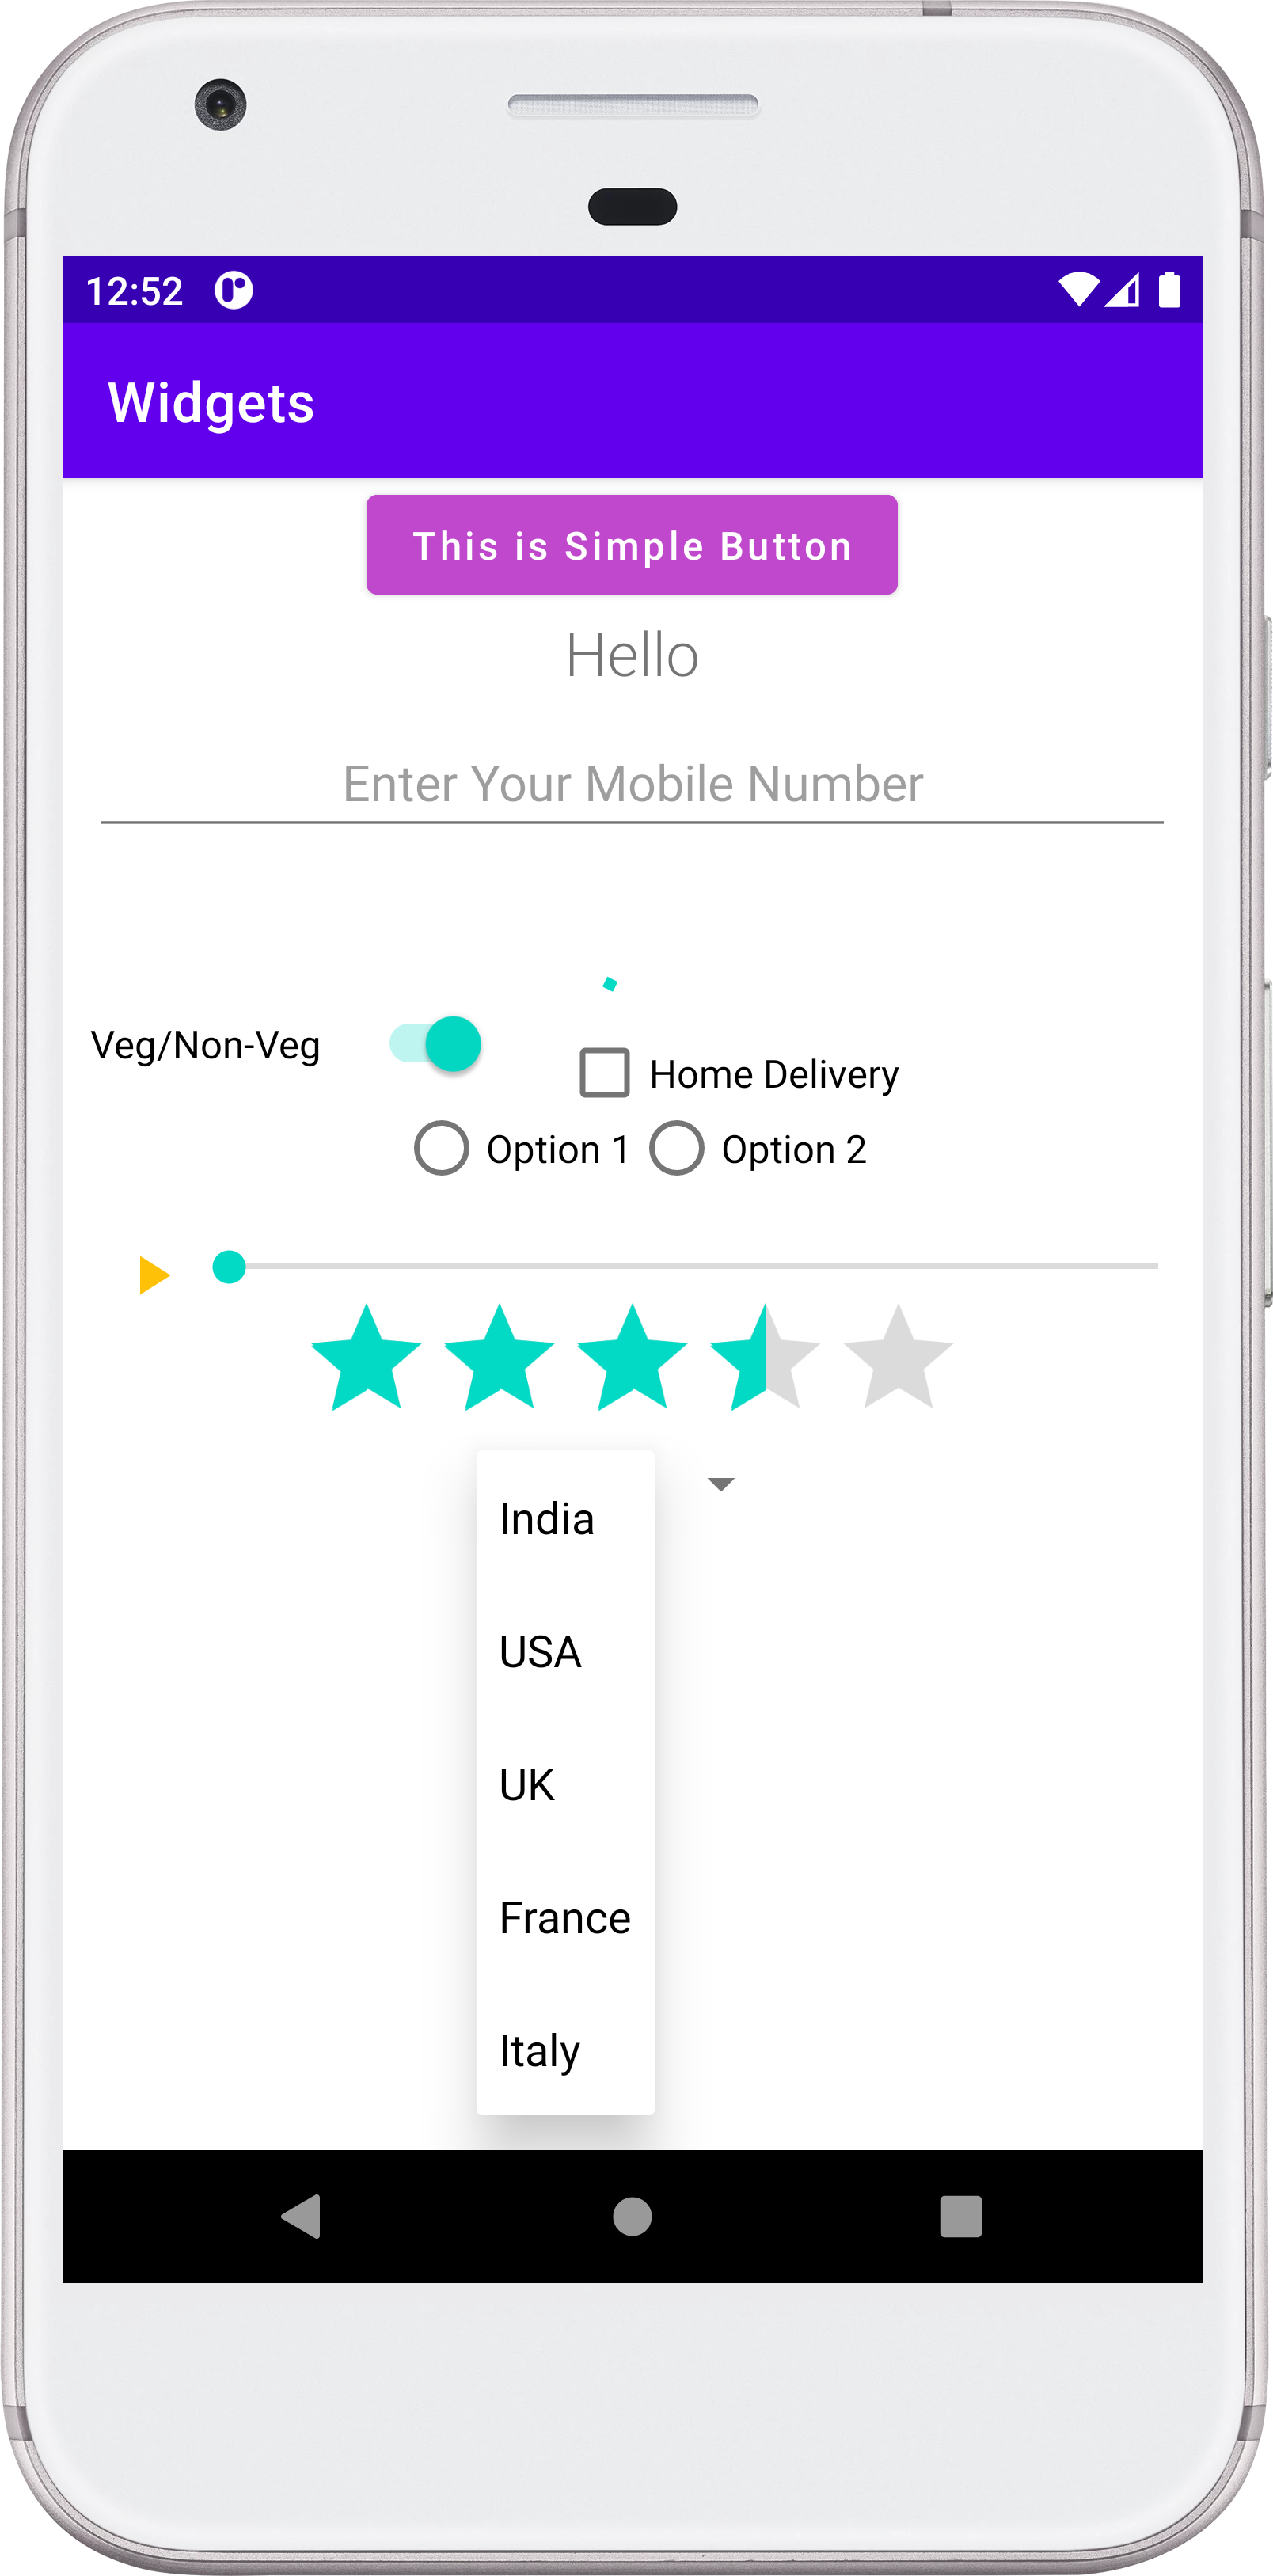 12:52
Widgets
This is Simple Button
Hello
Enter Your Mobile Number
Veg/Non-Veg
Home Delivery
Option 1 Option 2
India
USA
UK
France
Italy